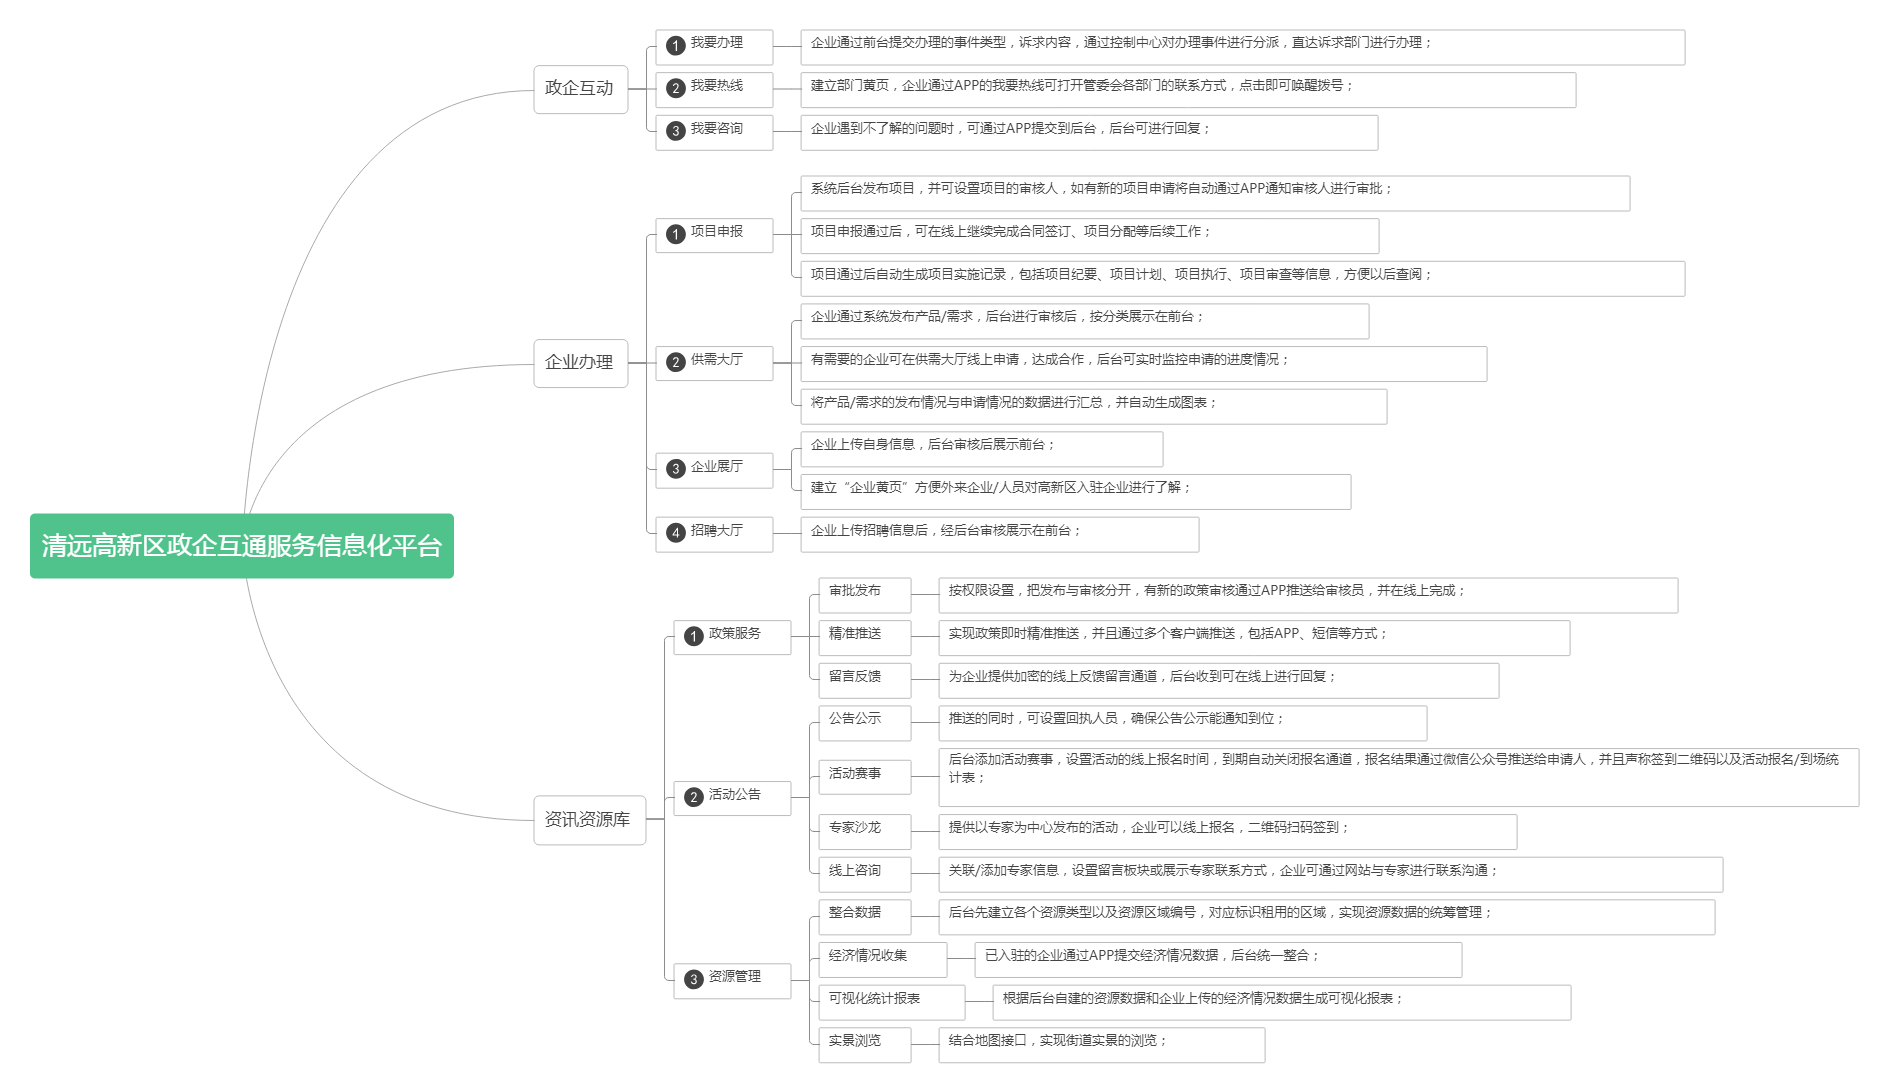 清远高新区政企互通服务信息化平台
政企互动
1 我要办理
企业通过前台提交办理的事件类型，诉求内容，通过控制中心对办理事件进行分派，直达诉求部门进行办理；
2 我要热线
建立部门黄页，企业通过APP的我要热线可打开管委会各部门的联系方式，点击即可唤醒拨号；
3 我要咨询
企业遇到不了解的问题时，可通过APP提交到后台，后台可进行回复；
企业办理
1 项目申报
系统后台发布项目，并可设置项目的审核人，如有新的项目申请将自动通过APP通知审核人进行审批；
项目申报通过后，可在线上继续完成合同签订、项目分配等后续工作；
项目通过后自动生成项目实施记录，包括项目纪要、项目计划、项目执行、项目审查等信息，方便以后查阅；
2 供需大厅
企业通过系统发布产品/需求，后台进行审核后，按分类展示在前台；
有需要的企业可在供需大厅线上申请，达成合作，后台可实时监控申请的进度情况；
将产品/需求的发布情况与申请情况的数据进行汇总，并自动生成图表；
3 企业展厅
企业上传自身信息，后台审核后展示前台；
建立“企业黄页”方便外来企业/人员对高新区入驻企业进行了解；
4 招聘大厅
企业上传招聘信息后，经后台审核展示在前台；
资讯资源库
1 政策服务
审批发布
按权限设置，把发布与审核分开，有新的政策审核通过APP推送给审核员，并在线上完成；
精准推送
实现政策即时精准推送，并且通过多个客户端推送，包括APP、短信等方式；
留言反馈
为企业提供加密的线上反馈留言通道，后台收到可在线上进行回复；
2 活动公告
公告公示
推送的同时，可设置回执人员，确保公告公示能通知到位；
活动赛事
后台添加活动赛事，设置活动的线上报名时间，到期自动关闭报名通道，报名结果通过微信公众号推送给申请人，并且声称签到二维码以及活动报名/到场统
计表；
专家沙龙
提供以专家为中心发布的活动，企业可以线上报名，二维码扫码签到；
线上咨询
关联/添加专家信息，设置留言板块或展示专家联系方式，企业可通过网站与专家进行联系沟通；
3 资源管理
整合数据
后台先建立各个资源类型以及资源区域编号，对应标识租用的区域，实现资源数据的统筹管理；
经济情况收集
已入驻的企业通过APP提交经济情况数据，后台统一整合；
可视化统计报表
根据后台自建的资源数据和企业上传的经济情况数据生成可视化报表；
实景浏览
结合地图接口，实现街道实景的浏览；